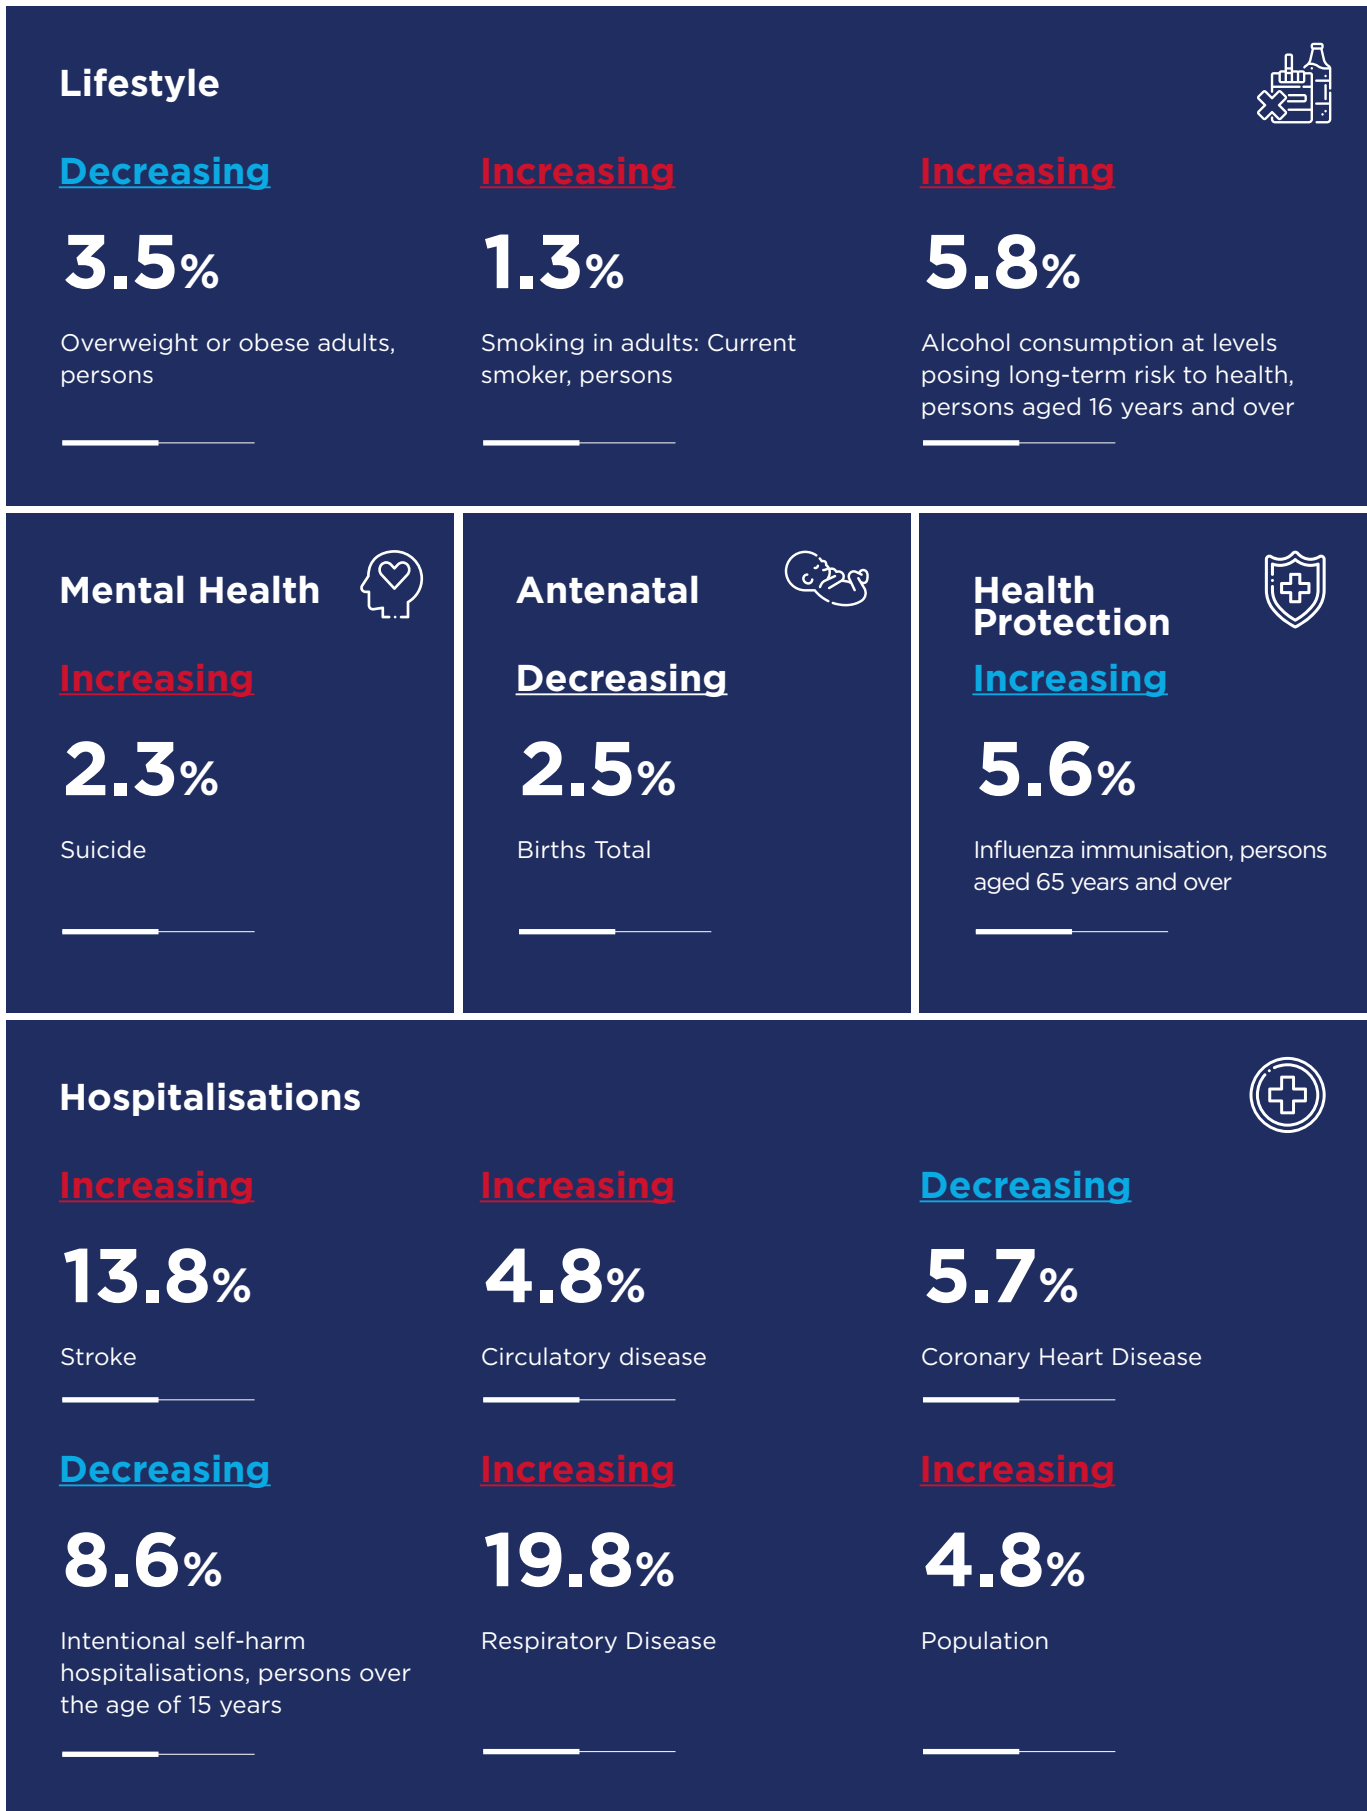 Lifestyle
Decreasing
3.5%
Overweight or obese adults,
persons
Increasing
1.3%
Smoking in adults: Current
smoker, persons
Increasing
5.8%
Alcohol consumption at levels
posing long-term risk to health,
persons aged 16 years and over
Mental Health
Increasing
2.3%
Suicide
Antenatal
Decreasing
2.5%
Births Total
Health
Protection
Increasing
5.6%
Influenza immunisation, persons
aged 65 years and over
Hospitalisations
Increasing
13.8%
Stroke
Increasing
4.8%
Circulatory disease
Decreasing
5.7%
Coronary Heart Disease
Decreasing
8.6%
Intentional self-harm
hospitalisations, persons over
the age of 15 years
Increasing
19.8%
Respiratory Disease
Increasing
4.8%
Population